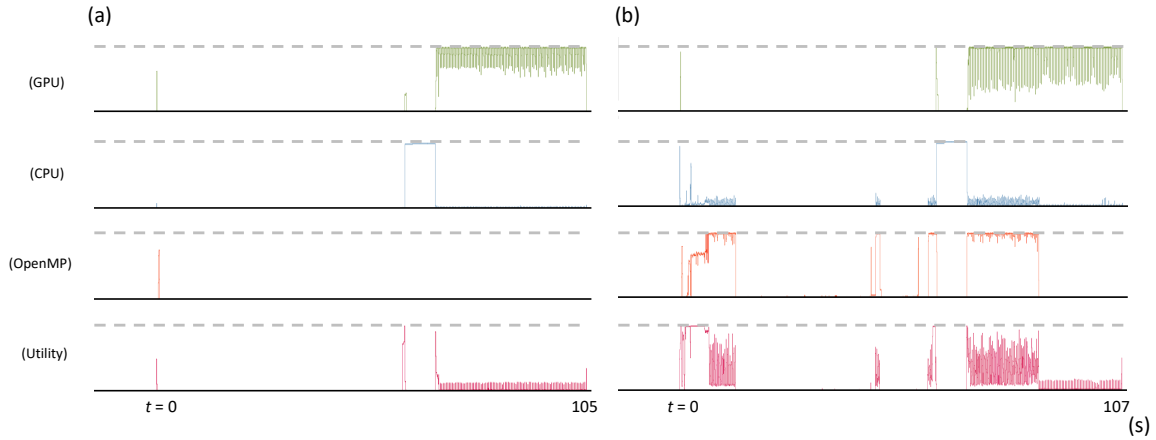 (a) (b)
(GPU)
(CPU)
(OpenMP)
(Utility)
t = 0 105 t = 0 107
(s)